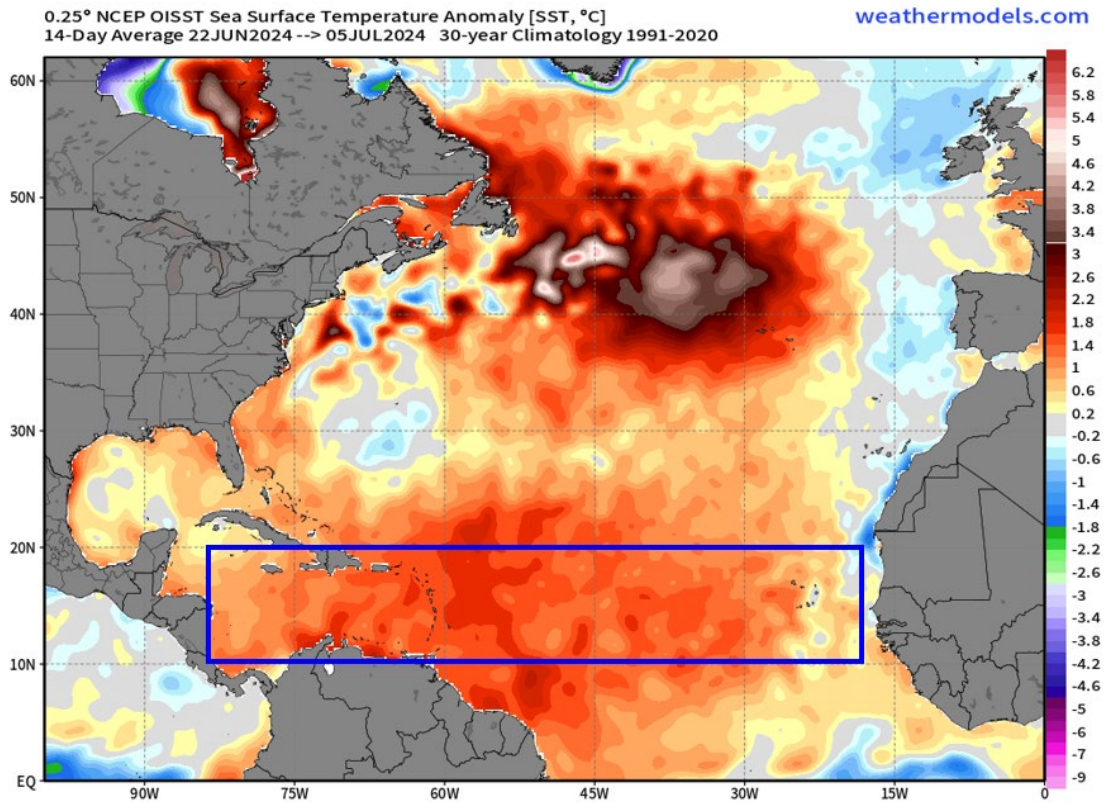 0.25° NCEP OISST Sea Surface Temperature Anomaly [SST, °C]
weathermodels.com
14-Day Average 22JUN2024 --> 05JUL2024 30-year Climatology 1991-2020
60N
50N
40N
30N
20N
10N
EQ
90W
75W
60W
45W
30W
15W
0
6.2
5.8
5.4
5
4.6
4.2
3.8
3.4
3
2.6
2.2
1.8
1.4
1
0.6
0.2
-0.2
-0.6
-1
-1.4
-1.8
-2.2
-2.6
-3
-3.4
-3.8
-4.2
-4.6
-5
-6
-7
-9